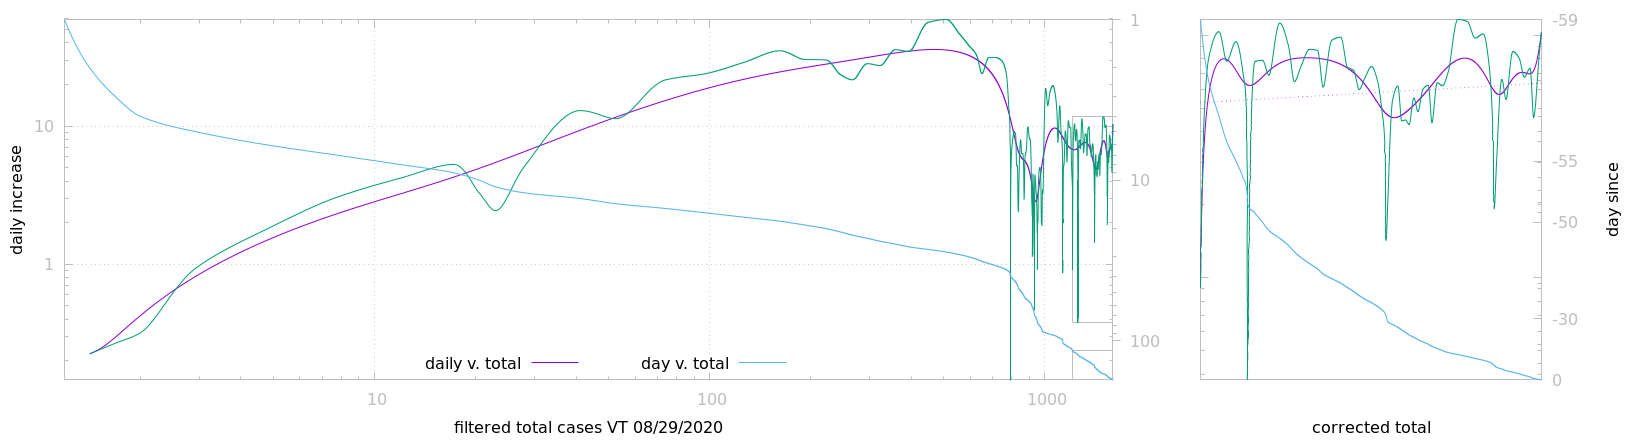 daily increase
10
1
1
10
100
daily v. total
day v. total
10
100
1000
filtered total cases VT 08/29/2020
-59
-55
-50
-30
0
day since
corrected total